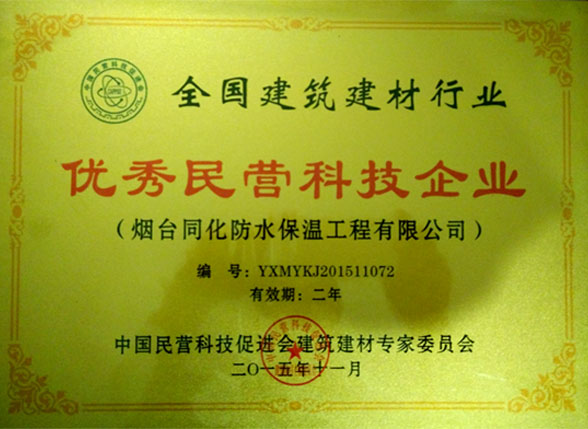 全国建筑建材行业
优秀民营科技企业
（烟台同化防水保温工程有限公司）
编 号：YXMYKJ201511072
有效期：二年
中国民营科技促进会建筑建材专家委员会
二〇一五年十一月